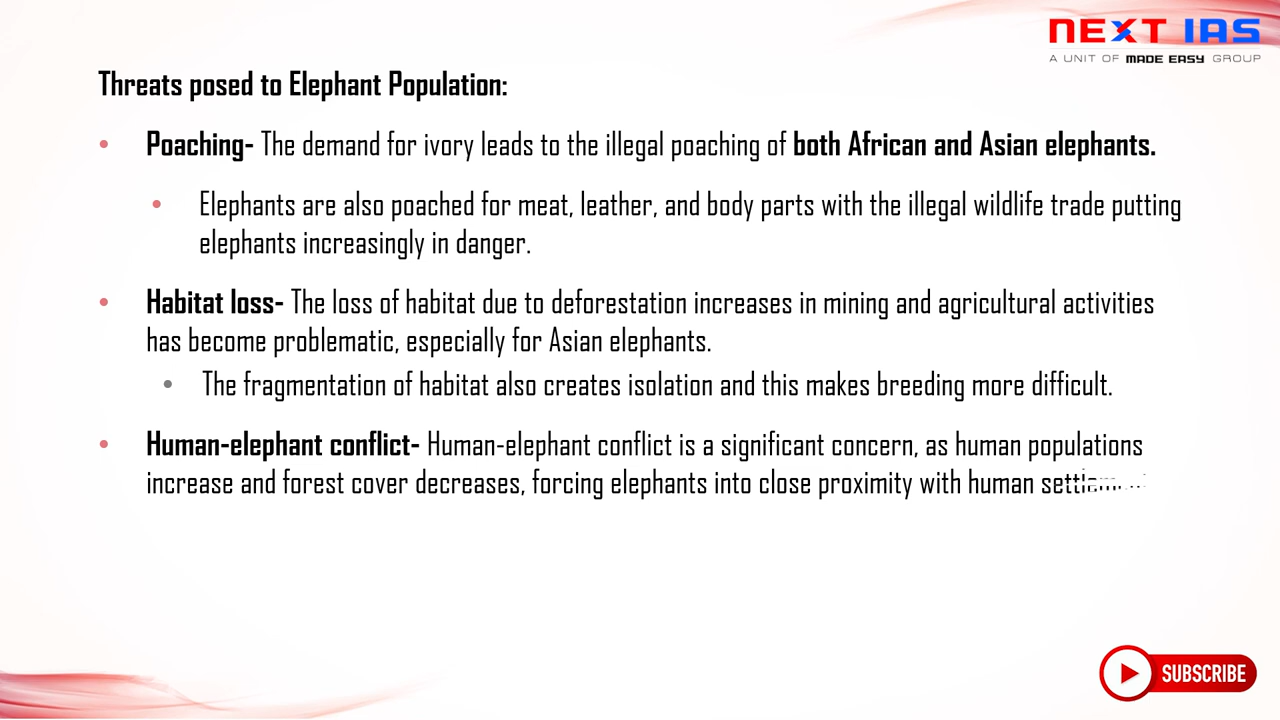 NEXT IAS
A UNIT OF MADE EASY GROUP
Threats posed to Elephant Population:
• Poaching- The demand for ivory leads to the illegal poaching of both African and Asian elephants.
• Elephants are also poached for meat, leather, and body parts with the illegal wildlife trade putting
elephants increasingly in danger.
• Habitat loss- The loss of habitat due to deforestation increases in mining and agricultural activities
has become problematic, especially for Asian elephants.
• The fragmentation of habitat also creates isolation and this makes breeding more difficult.
• Human-elephant conflict- Human-elephant conflict is a significant concern, as human populations
increase and forest cover decreases, forcing elephants into close proximity with human
SUBSCRIBE